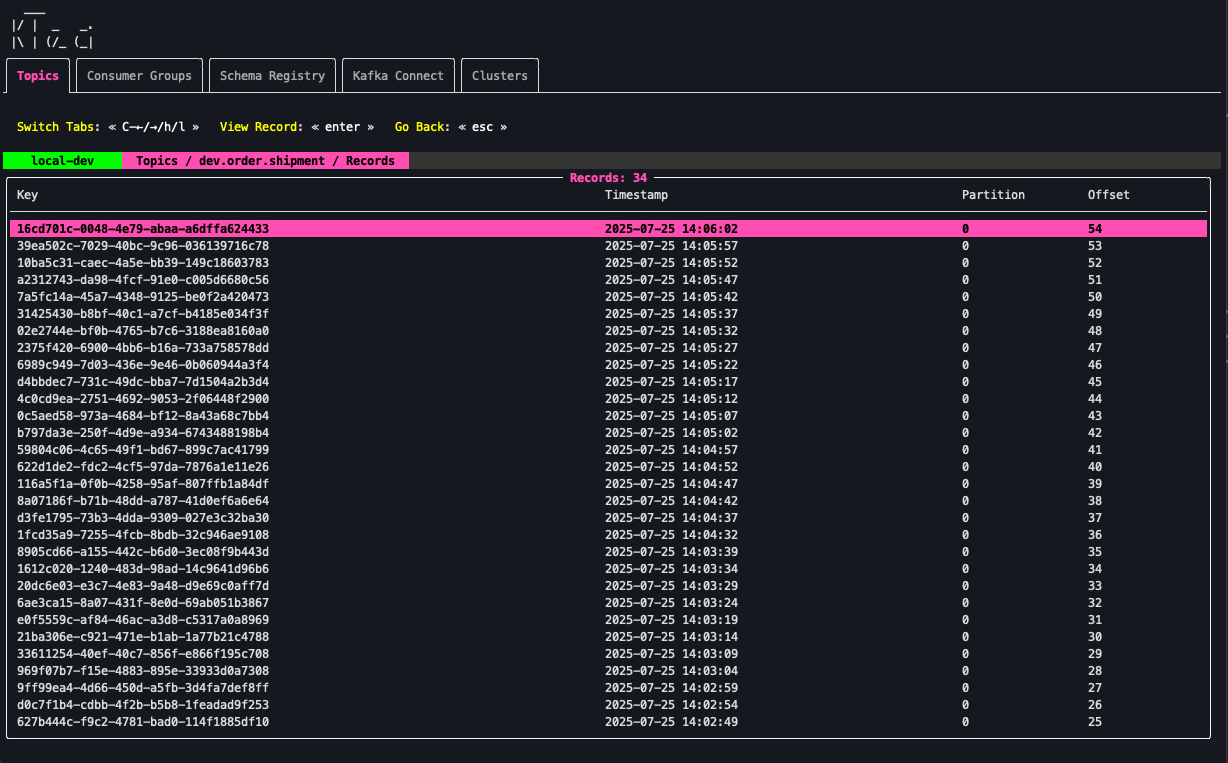 Topics Consumer Groups Schema Registry Kafka Connect Clusters
Switch Tabs: « C-←/→/h/l » View Record: « enter » Go Back: « esc »
local-dev Topics / dev.order.shipment / Records
Records: 34
Key Timestamp Partition Offset
16cd701c-0048-4e79-abaa-a6dffa624433 2025-07-25 14:06:02 0 54
39ea502c-7029-40bc-9c96-036139716c78 2025-07-25 14:05:57 0 53
10ba5c31-caec-4a5e-bb39-149c18603783 2025-07-25 14:05:52 0 52
a2312743-da98-4fcf-91e0-c005d6680c56 2025-07-25 14:05:47 0 51
7a5fc14a-45a7-4348-9125-be0f2a420473 2025-07-25 14:05:42 0 50
31425430-b8bf-40c1-a7cf-b4185e034f3f 2025-07-25 14:05:37 0 49
02e2744e-bf0b-4765-b7c6-3188ea8160a0 2025-07-25 14:05:32 0 48
2375f420-6900-4bb6-b16a-733a758578dd 2025-07-25 14:05:27 0 47
6989c949-7d03-436e-9e46-0b060944a3f4 2025-07-25 14:05:22 0 46
d4bbdec7-731c-49dc-bba7-7d1504a2b3d4 2025-07-25 14:05:17 0 45
4c0cd9ea-2751-4692-9053-2f06448f2900 2025-07-25 14:05:12 0 44
0c5aed58-973a-4684-bf12-8a43a68c7bb4 2025-07-25 14:05:07 0 43
b797da3e-250f-4d9e-a934-6743488198b4 2025-07-25 14:05:02 0 42
59804c06-4c65-49f1-bd67-899c7ac41799 2025-07-25 14:04:57 0 41
622d1de2-fdc2-4cf5-97da-7876a1e11e26 2025-07-25 14:04:52 0 40
116a5f1a-0f0b-4258-95af-807ffb1a84df 2025-07-25 14:04:47 0 39
8a07186f-b71b-48dd-a787-41d0ef6a6e64 2025-07-25 14:04:42 0 38
d3fe1795-73b3-4dda-9309-027e3c32ba30 2025-07-25 14:04:37 0 37
1fcd35a9-7255-4fcb-8bdb-32c946ae9108 2025-07-25 14:04:32 0 36
8905cd66-a155-442c-b6d0-3ec08f9b443d 2025-07-25 14:03:39 0 35
1612c020-1240-483d-98ad-14c9641d96b6 2025-07-25 14:03:34 0 34
20dc6e03-e3c7-4e83-9a48-d9e69c0aff7d 2025-07-25 14:03:29 0 33
6ae3ca15-8a07-431f-8e0d-69ab051b3867 2025-07-25 14:03:24 0 32
e0f5559c-af84-46ac-a3d8-c5317a0a8969 2025-07-25 14:03:19 0 31
21ba306e-c921-471e-b1ab-1a77b21c4788 2025-07-25 14:03:14 0 30
33611254-40ef-40c7-856f-e866f195c708 2025-07-25 14:03:09 0 29
969f07b7-f15e-4883-895e-33933d0a7308 2025-07-25 14:03:04 0 28
9ff99ea4-4d66-450d-a5fb-3d4fa7def8ff 2025-07-25 14:02:59 0 27
d0c7f1b4-cdbb-4f2b-b5b8-1feadad9f253 2025-07-25 14:02:54 0 26
627b444c-f9c2-4781-bad0-114f1885df10 2025-07-25 14:02:49 0 25